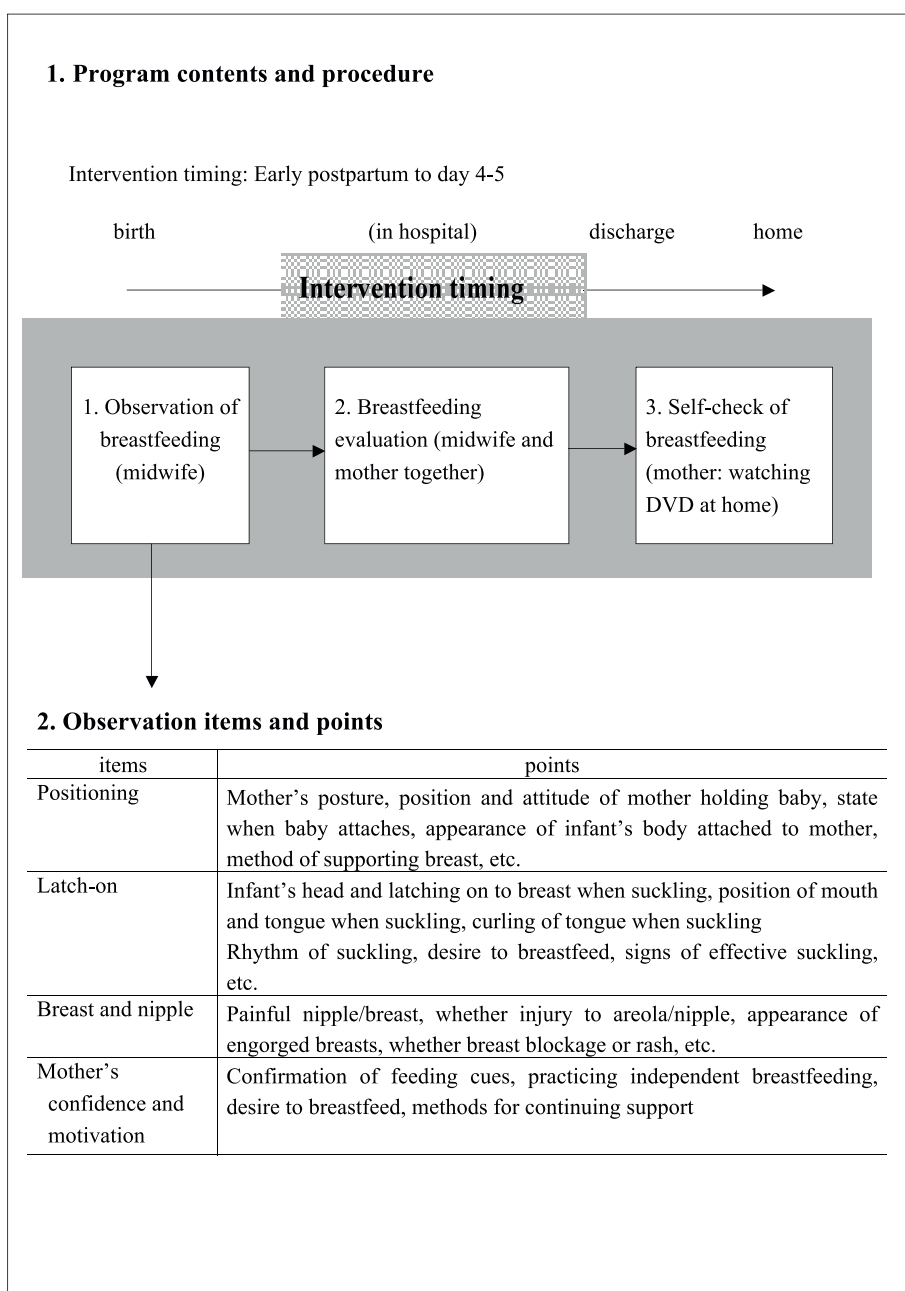 1. Program contents and procedure
Intervention timing: Early postpartum to day 4-5
birth (in hospital) discharge home
Intervention timing
1. Observation of
breastfeeding
(midwife)
2. Breastfeeding
evaluation (midwife and
mother together)
3. Self-check of
breastfeeding
(mother: watching
DVD at home)
2. Observation items and points
items points
Positioning
Mother's posture, position and attitude of mother holding baby, state
when baby attaches, appearance of infant's body attached to mother,
method of supporting breast, etc.
Latch-on
Infant's head and latching on to breast when suckling, position of mouth
and tongue when suckling, curling of tongue when suckling
Rhythm of suckling, desire to breastfeed, signs of effective suckling,
etc.
Breast and nipple
Painful nipple/breast, whether injury to areola/nipple, appearance of
engorged breasts, whether breast blockage or rash, etc.
Mother's
confidence and
motivation
Confirmation of feeding cues, practicing independent breastfeeding,
desire to breastfeed, methods for continuing support